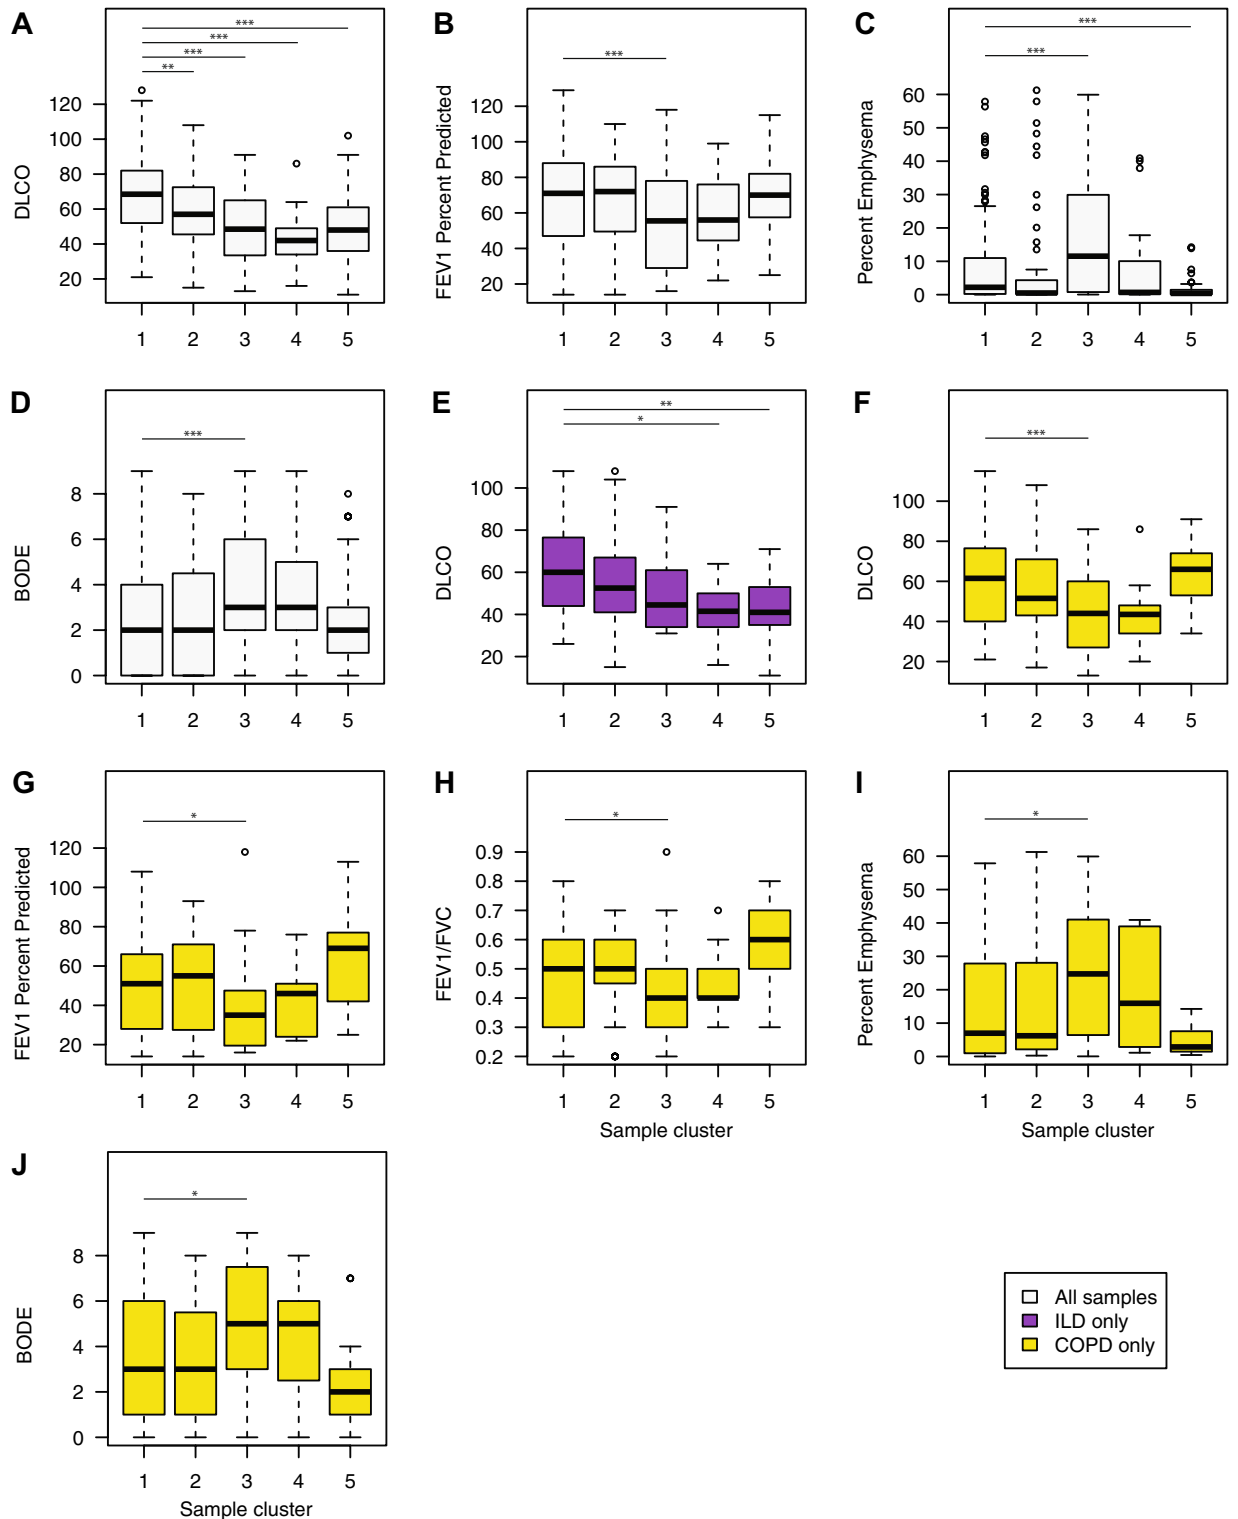 A
DLCO
120
100
80
60
40
20
***
***
***
**
1 2 3 4 5
B
FEV1 Percent Predicted
120
100
80
60
40
20
***
1 2 3 4 5
C
Percent Emphysema
60
50
40
30
20
10
0
***
***
1 2 3 4 5
D
BODE
8
6
4
2
0
***
1 2 3 4 5
E
DLCO
100
80
60
40
20
**
*
1 2 3 4 5
F
DLCO
100
80
60
40
20
***
1 2 3 4 5
G
FEV1 Percent Predicted
120
100
80
60
40
20
*
1 2 3 4 5
H
FEV1/FVC
0.9
0.8
0.7
0.6
0.5
0.4
0.3
0.2
*
1 2 3 4 5
Sample cluster
I
Percent Emphysema
60
50
40
30
20
10
0
*
1 2 3 4 5
Sample cluster
J
BODE
8
6
4
2
0
*
1 2 3 4 5
Sample cluster
All samples
ILD only
COPD only